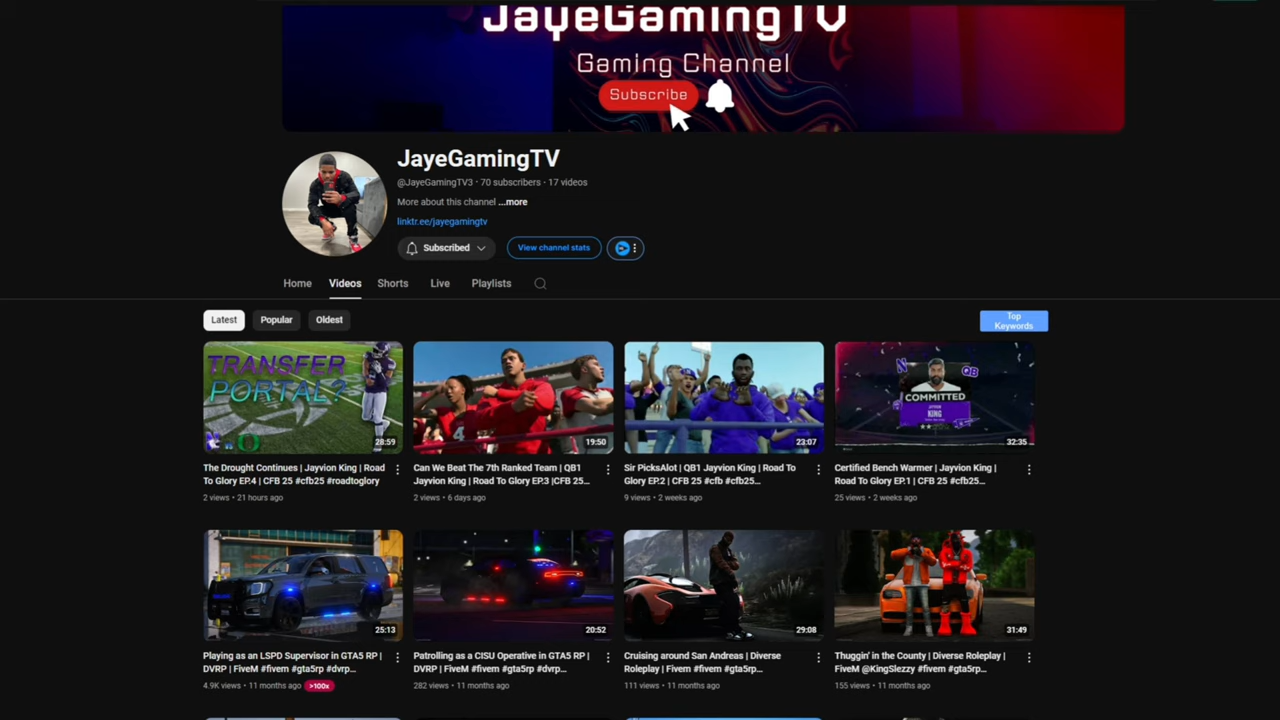 JayeGamingTV
Gaming Channel
Subscribe
JayeGamingTV
@JayeGamingTV3 · 70 subscribers · 17 videos
More about this channel ...more
linktr.ee/jayegamingtv
Subscribed
View channel stats
Home Videos Shorts Live Playlists
Latest Popular Oldest
Top
Keywords
TRANSFER
PORTAL?
28:59
19:50
23:07
QB
COMMITTED
JAYVION
KING
32:35
The Drought Continues | Jayvion King | Road
To Glory EP.4 | CFB 25 #cfb25 #roadtoglory
2 views · 21 hours ago
Can We Beat The 7th Ranked Team | QB1
Jayvion King | Road To Glory EP.3 |CFB 25...
2 views · 6 days ago
Sir PicksAlot | QB1 Jayvion King | Road To
Glory EP.2 | CFB 25 #cfb #cfb25...
9 views · 2 weeks ago
Certified Bench Warmer | Jayvion King |
Road To Glory EP.1 | CFB 25 #cfb25...
25 views · 2 weeks ago
25:13
20:52
29:08
31:49
Playing as an LSPD Supervisor in GTA5 RP |
DVRP | FiveM #fivem #gta5rp #dvrp...
4.9K views · 11 months ago >100x
Patrolling as a CISU Operative in GTA5 RP |
DVRP | FiveM #fivem #gta5rp #dvrp...
282 views · 11 months ago
Cruising around San Andreas | Diverse
Roleplay | Fivem #fivem #gta5rp...
111 views · 11 months ago
Thuggin' in the County | Diverse Roleplay |
FiveM @KingSlezzy #fivem #gta5rp...
155 views · 11 months ago